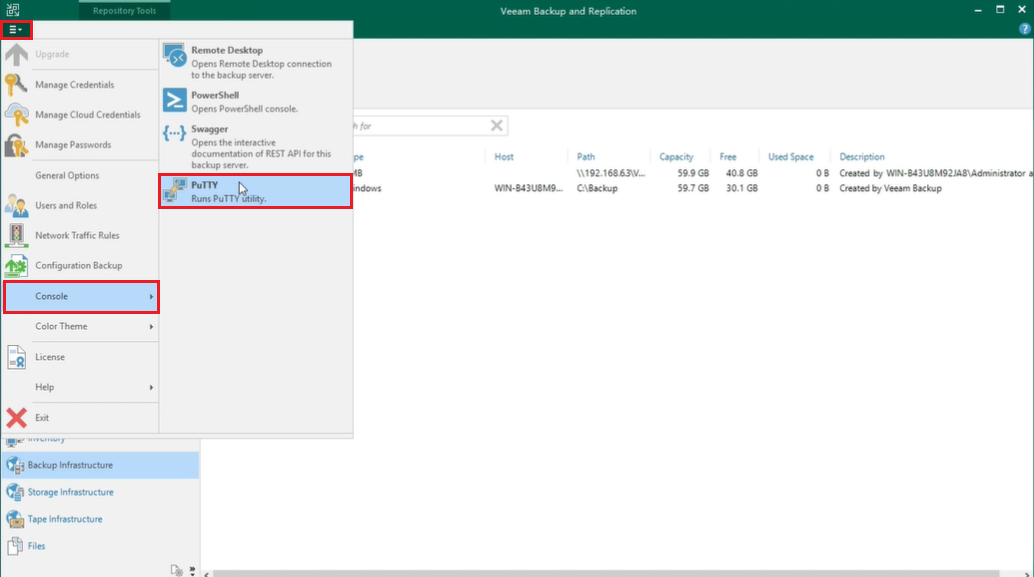 Repository Tools
Veeam Backup and Replication
Upgrade
Manage Credentials
Manage Cloud Credentials
Manage Passwords
General Options
Users and Roles
Network Traffic Rules
Configuration Backup
Console
Color Theme
License
Help
Exit
Remote Desktop
Opens Remote Desktop connection
to the backup server.
PowerShell
Opens PowerShell console.
Swagger
Opens the interactive
documentation of REST API for this
backup server.
PuTTY
Runs PuTTY utility.
h for
pe Host Path Capacity Free Used Space Description
MB \\192.168.63\V... 59.9 GB 40.8 GB 0 B Created by WIN-B43U8M92JA8\Administrator a
indows WIN-B43U8M9... C:\Backup 59.7 GB 30.1 GB 0 B Created by Veeam Backup
Inventory
Backup Infrastructure
Storage Infrastructure
Tape Infrastructure
Files